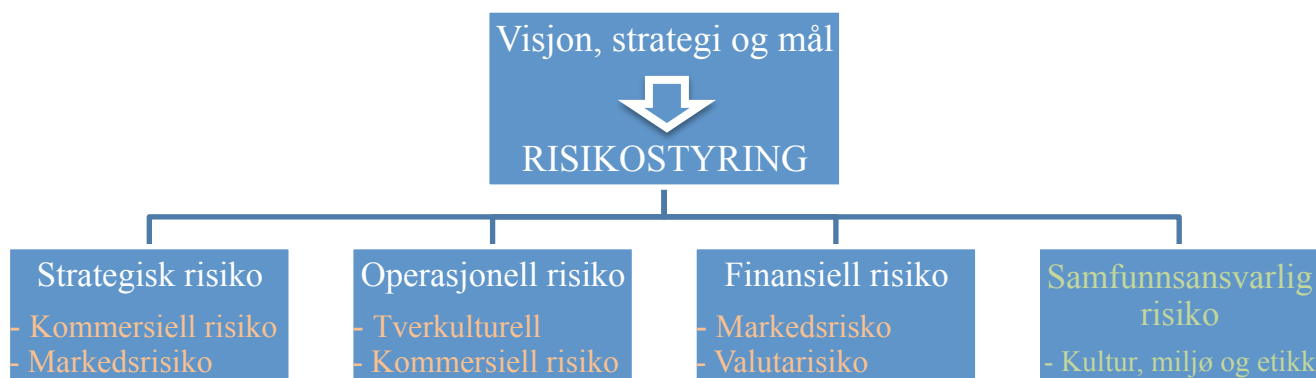 Visjon, strategi og mål
RISIKOSTYRING
Strategisk risiko
- Kommersiell risiko
- Markedsrisiko
Operasjonell risiko
- Tverkulturell
- Kommersiell risiko
Finansiell risiko
- Markedsrisko
- Valutarisiko
Samfunnsansvarlig
risiko
- Kultur, miljø og etikk